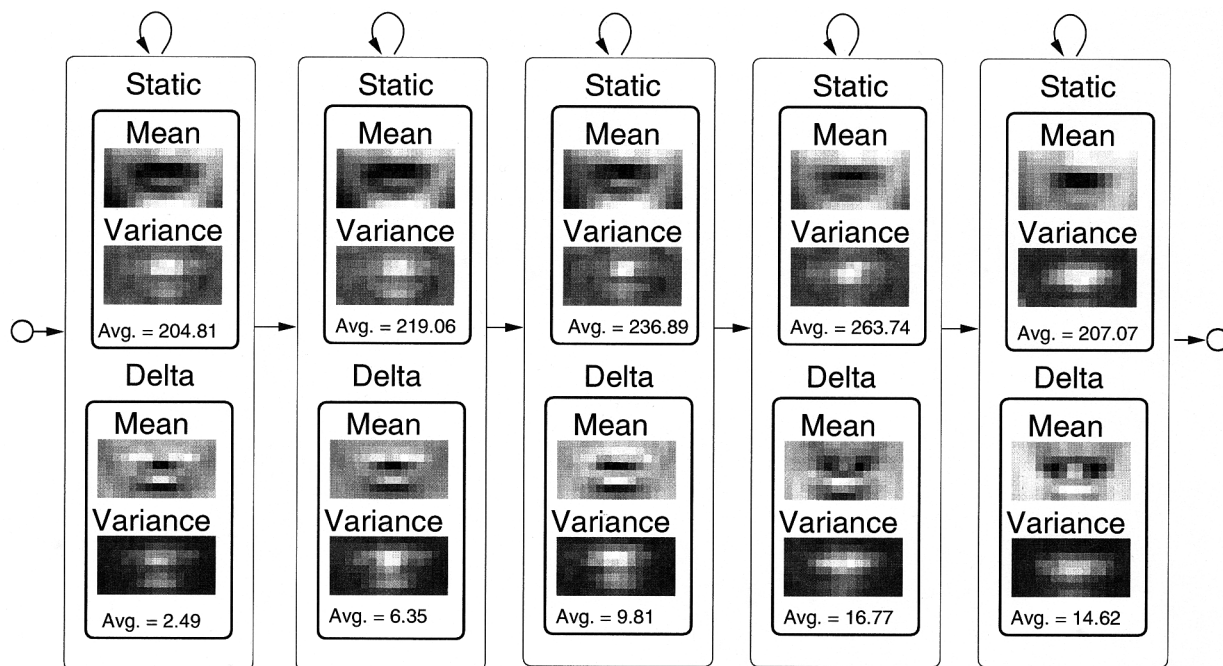 Static
Mean
Variance
Avg. = 204.81
Delta
Mean
Variance
Avg. = 2.49
Static
Mean
Variance
Avg. = 219.06
Delta
Mean
Variance
Avg. = 6.35
Static
Mean
Variance
Avg. = 236.89
Delta
Mean
Variance
Avg. = 9.81
Static
Mean
Variance
Avg. = 263.74
Delta
Mean
Variance
Avg. = 16.77
Static
Mean
Variance
Avg. = 207.07
Delta
Mean
Variance
Avg. = 14.62